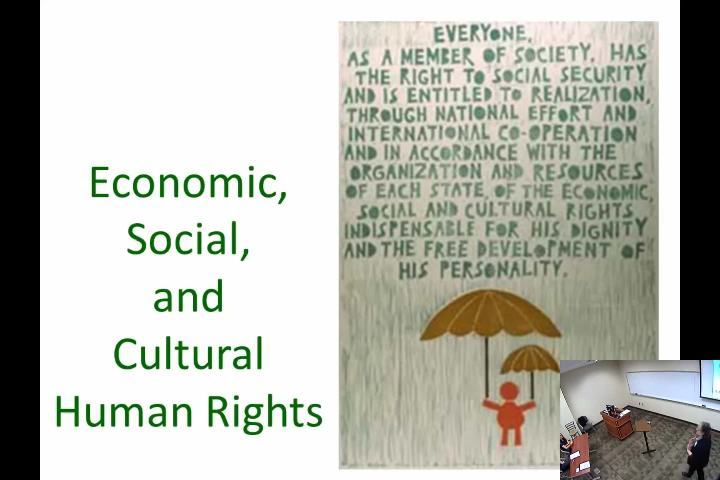 Economic,
Social,
and
Cultural
Human Rights
EVERYONE,
AS A MEMBER OF SOCIETY, HAS
THE RIGHT TO SOCIAL SECURITY
AND IS ENTITLED TO REALIZATION,
THROUGH NATIONAL EFFORT AND
INTERNATIONAL CO-OPERATION
AND IN ACCORDANCE WITH THE
ORGANIZATION AND RESOURCES
OF EACH STATE, OF THE ECONOMIC,
SOCIAL AND CULTURAL RIGHTS
INDISPENSABLE FOR HIS DIGNITY
AND THE FREE DEVELOPMENT OF
HIS PERSONALITY.